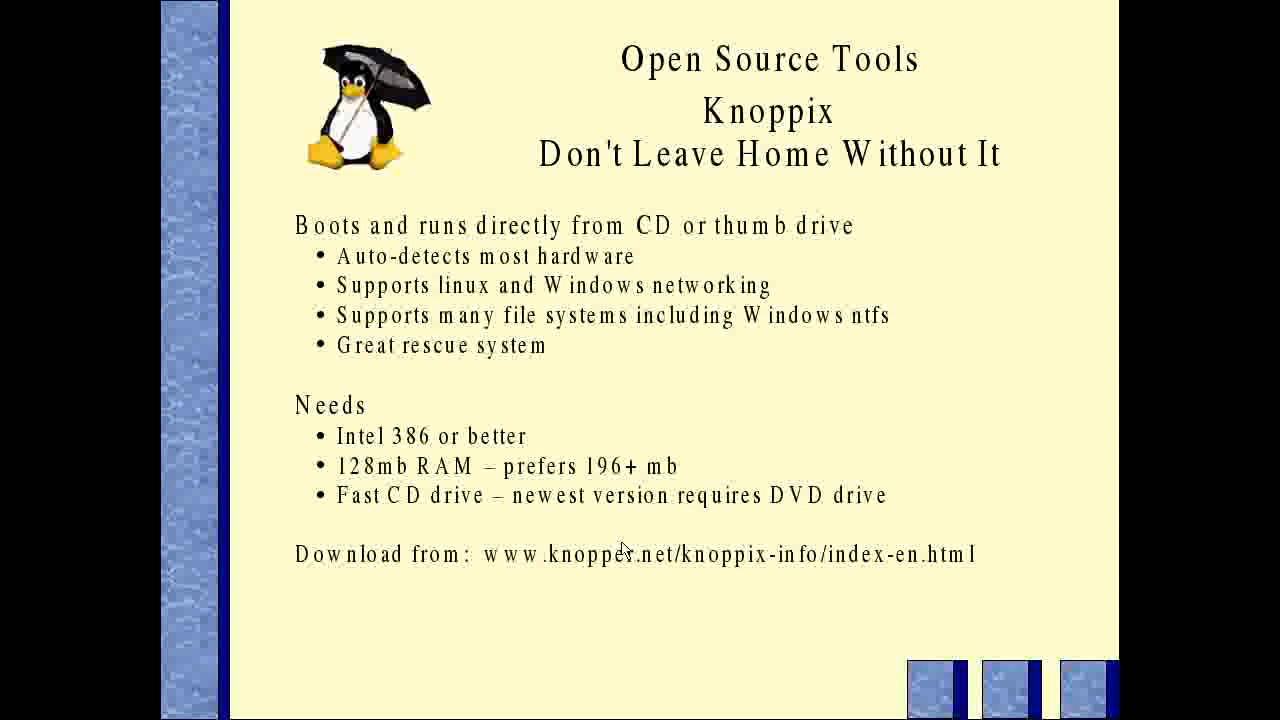 Open Source Tools
Knoppix
Don't Leave Home Without It
Boots and runs directly from CD or thumb drive
• Auto-detects most hardware
• Supports linux and Windows networking
• Supports many file systems including Windows ntfs
• Great rescue system
Needs
• Intel 386 or better
• 128mb RAM – prefers 196+ mb
• Fast CD drive – newest version requires DVD drive
Download from: www.knopper.net/knoppix-info/index-en.html